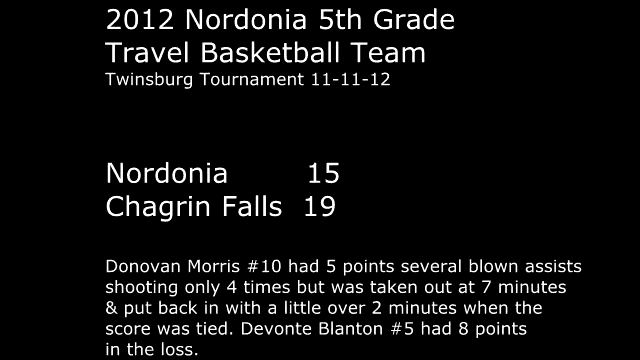 2012 Nordonia 5th Grade
Travel Basketball Team
Twinsburg Tournament 11-11-12
Nordonia 15
Chagrin Falls 19
Donovan Morris #10 had 5 points several blown assists
shooting only 4 times but was taken out at 7 minutes
& put back in with a little over 2 minutes when the
score was tied. Devonte Blanton #5 had 8 points
in the loss.